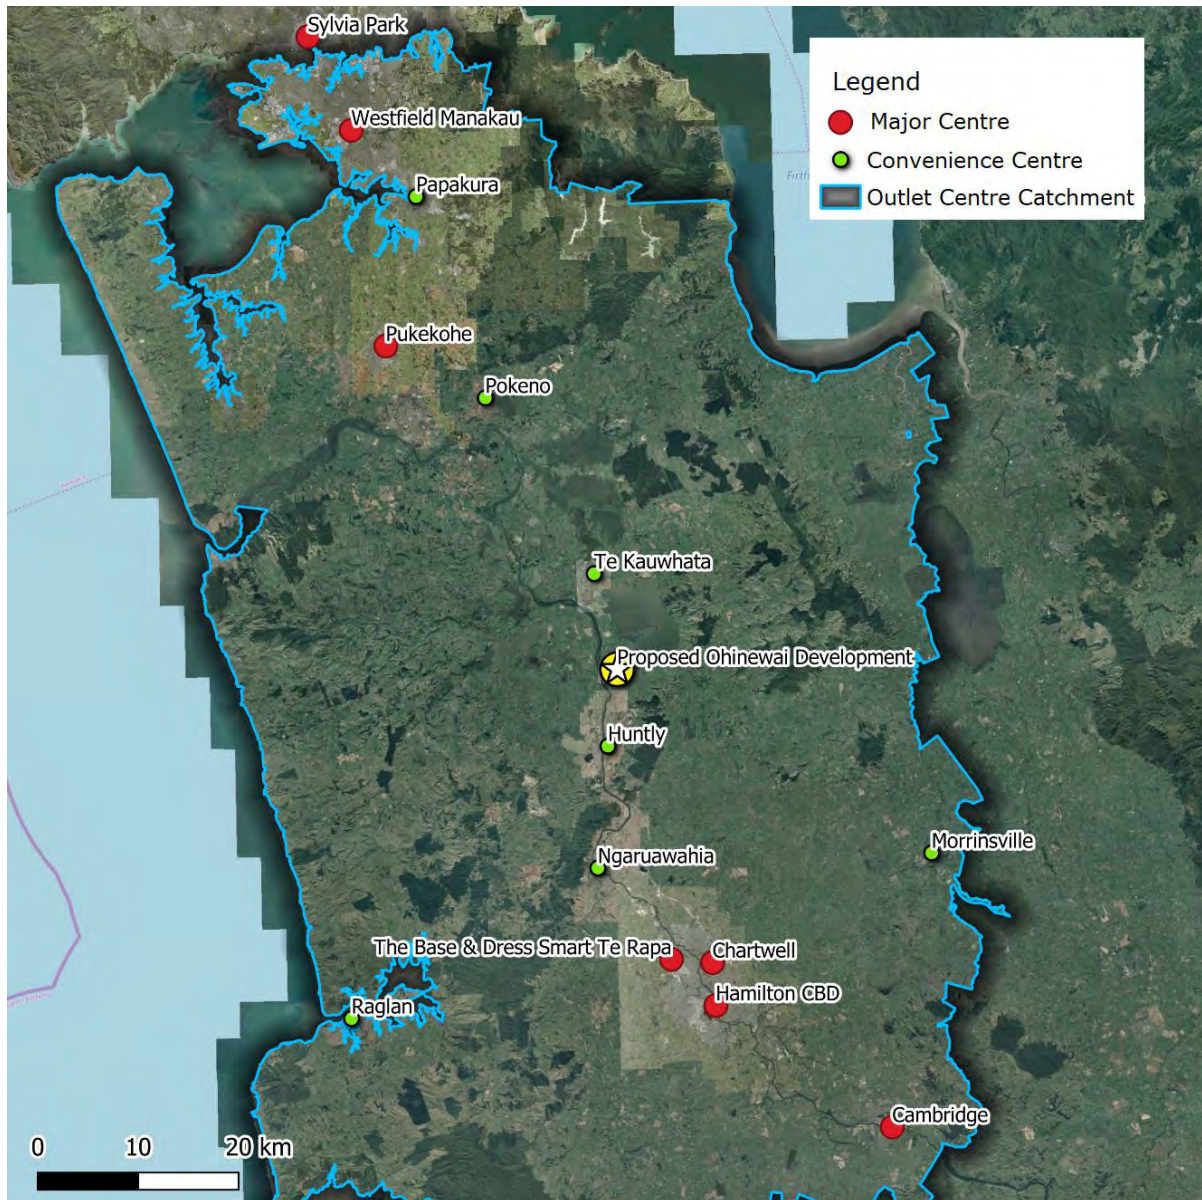 Sylvia Park
Legend
Major Centre
Westfield Manakau
Convenience Centre
Firth
Papakura
Outlet Centre Catchment
Pukekohe
Pokeno
Te Kauwhata
Proposed Ohinewai Development
Huntly
Morrinsville
Ngaruawahia
The Base & Dress Smart Te Rapa
Chartwell
Hamilton CBD
Raglan
Cambridge
0 10 20 km